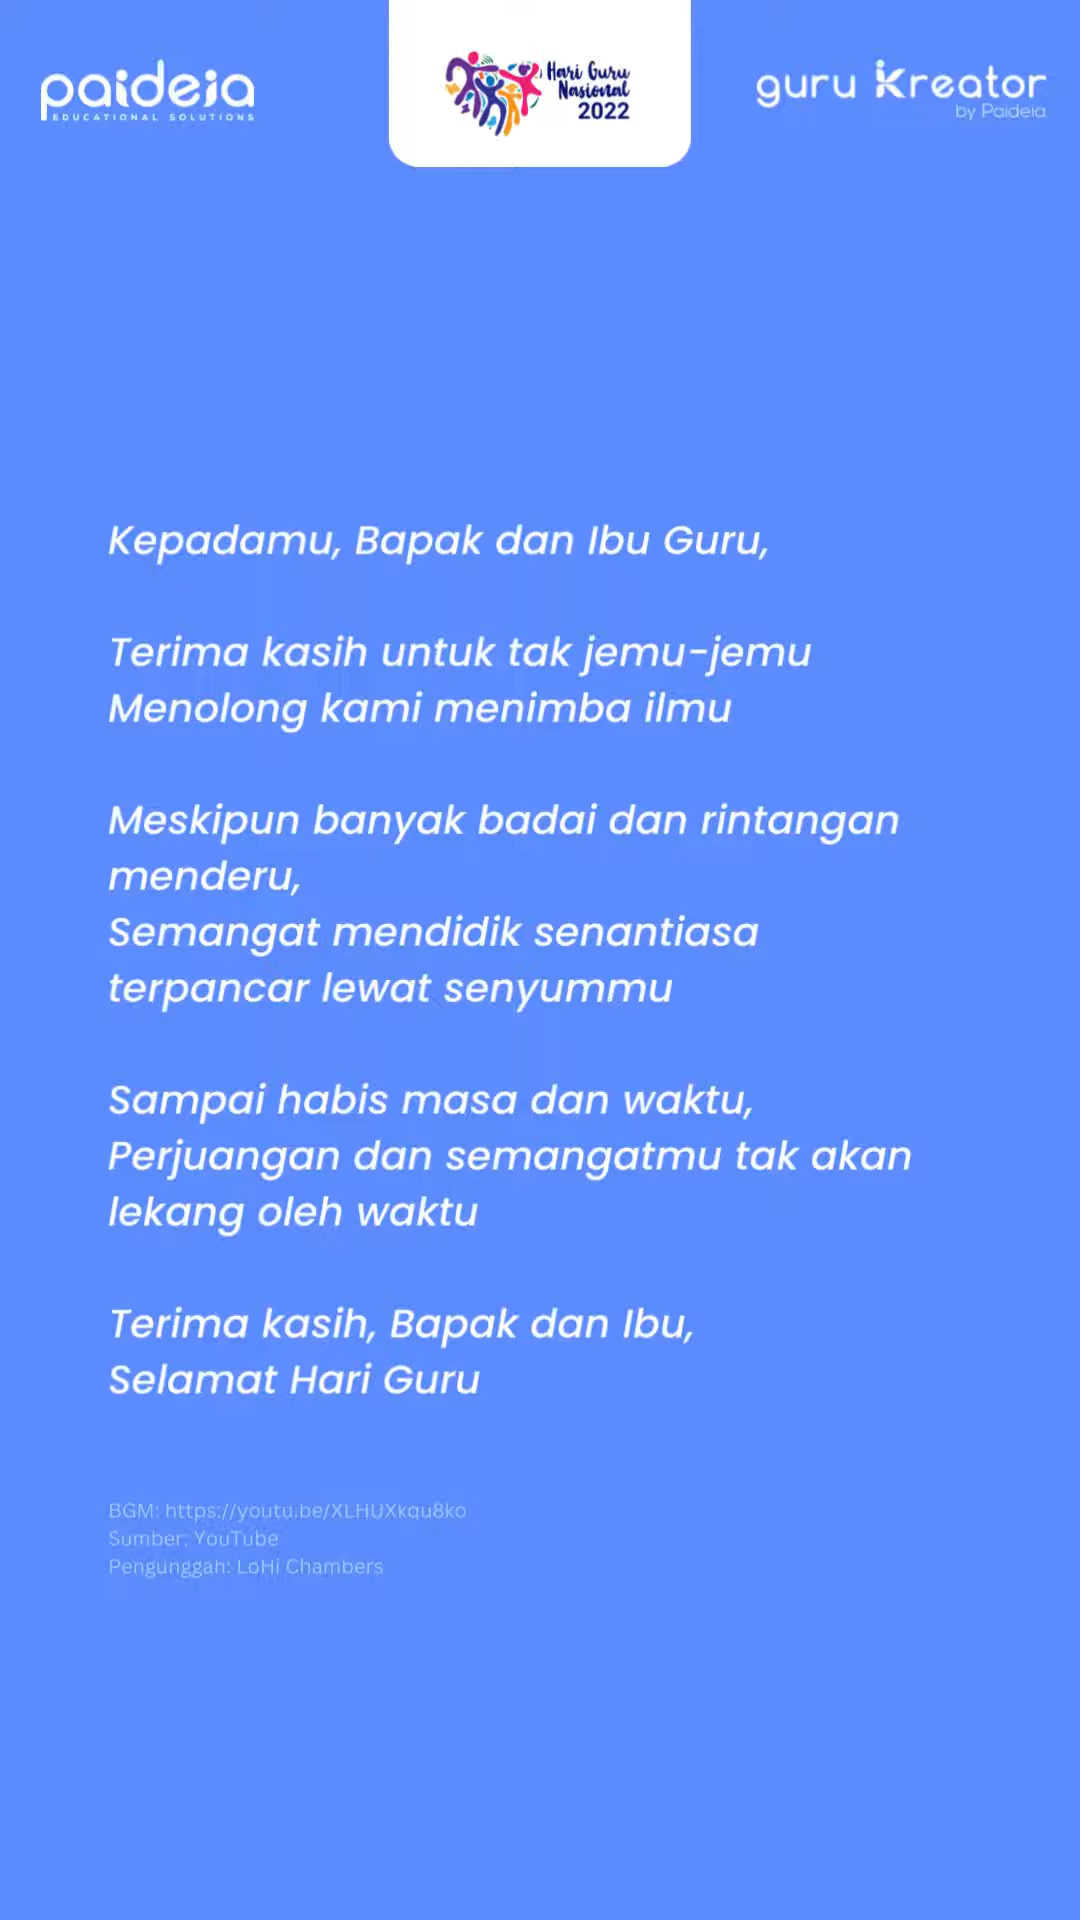 paideia
EDUCATIONAL SOLUTIONS
Hari Guru
Nasional
2022
guru kreator
by Paideia
Kepadamu, Bapak dan Ibu Guru,
Terima kasih untuk tak jemu-jemu
Menolong kami menimba ilmu
Meskipun banyak badai dan rintangan
menderu,
Semangat mendidik senantiasa
terpancar lewat senyummu
Sampai habis masa dan waktu,
Perjuangan dan semangatmu tak akan
lekang oleh waktu
Terima kasih, Bapak dan Ibu,
Selamat Hari Guru
BGM: https://youtu.be/XLHUXkqu8ko
Sumber: YouTube
Pengunggah: LoHi Chambers